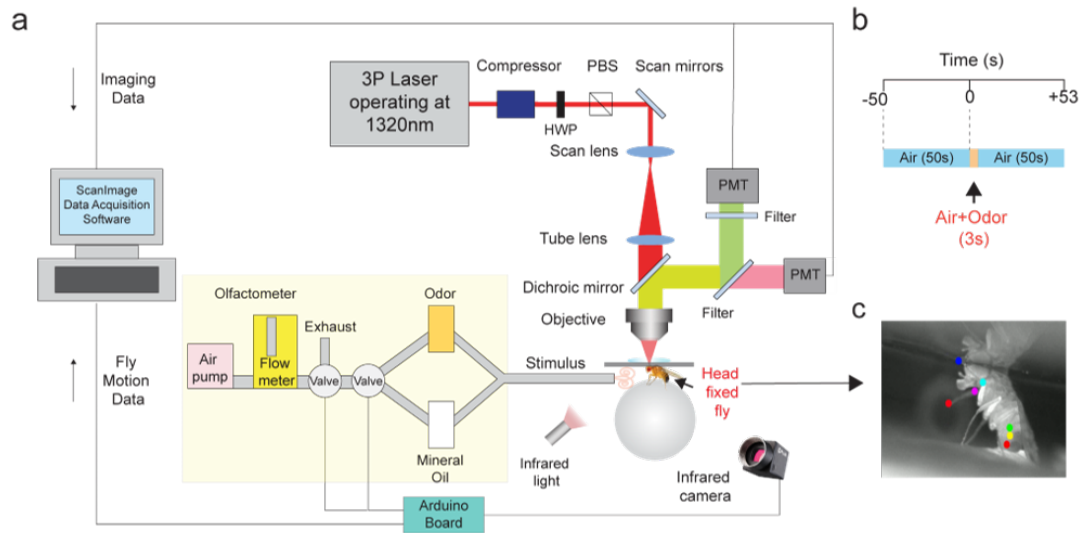 a
Imaging
Data
3P Laser
operating at
1320nm
Compressor
PBS
Scan mirrors
HWP
Scan lens
ScanImage
Data Acquisition
Software
PMT
Filter
Tube lens
PMT
Dichroic mirror
Filter
Objective
Fly
Motion
Data
Olfactometer
Odor
Exhaust
Air
pump
Flow
meter
Valve
Valve
Stimulus
Head
fixed
fly
Mineral
Oil
Infrared
light
Infrared
camera
Arduino
Board
b
Time (s)
-50
0
+53
Air (50s)
Air (50s)
Air+Odor
(3s)
c